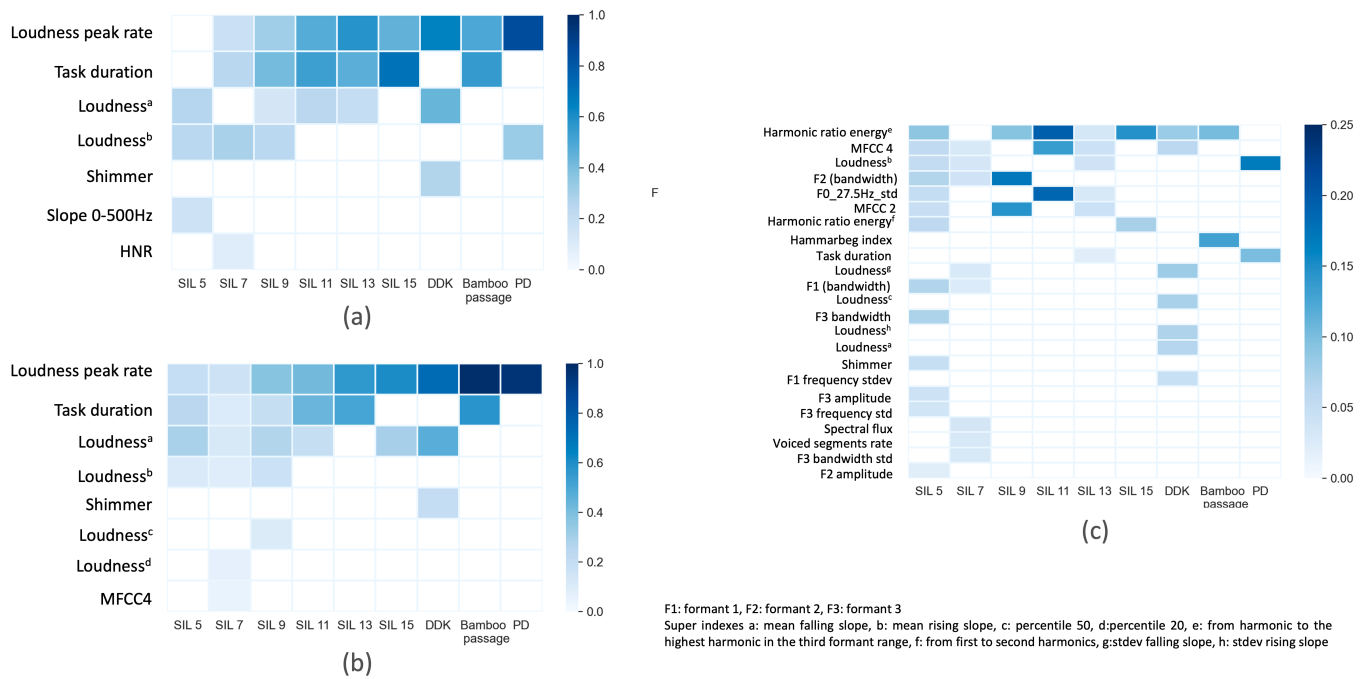 Loudness peak rate
Task duration
Loudnessᵃ
Loudnessᵇ
Shimmer
Slope 0-500Hz
HNR
SIL 5 SIL 7 SIL 9 SIL 11 SIL 13 SIL 15 DDK Bamboo passage PD
1.0
0.8
0.6
0.4
0.2
0.0
(a)
Loudness peak rate
Task duration
Loudnessᵃ
Loudnessᵇ
Shimmer
Loudnessᶜ
Loudnessᵈ
MFCC4
SIL 5 SIL 7 SIL 9 SIL 11 SIL 13 SIL 15 DDK Bamboo passage PD
1.0
0.8
0.6
0.4
0.2
0.0
(b)
F
Harmonic ratio energyᵉ
MFCC 4
Loudnessᵇ
F2 (bandwidth)
F0_27.5Hz_std
MFCC 2
Harmonic ratio energyᶠ
Hammarbeg index
Task duration
Loudnessᵍ
F1 (bandwidth)
Loudnessᶜ
F3 bandwidth
Loudnessʰ
Loudnessᵃ
Shimmer
F1 frequency stdev
F3 amplitude
F3 frequency std
Spectral flux
Voiced segments rate
F3 bandwidth std
F2 amplitude
SIL 5 SIL 7 SIL 9 SIL 11 SIL 13 SIL 15 DDK Bamboo passage PD
0.25
0.20
0.15
0.10
0.05
0.00
(c)
F1: formant 1, F2: formant 2, F3: formant 3
Super indexes a: mean falling slope, b: mean rising slope, c: percentile 50, d:percentile 20, e: from harmonic to the
highest harmonic in the third formant range, f: from first to second harmonics, g:stdev falling slope, h: stdev rising slope